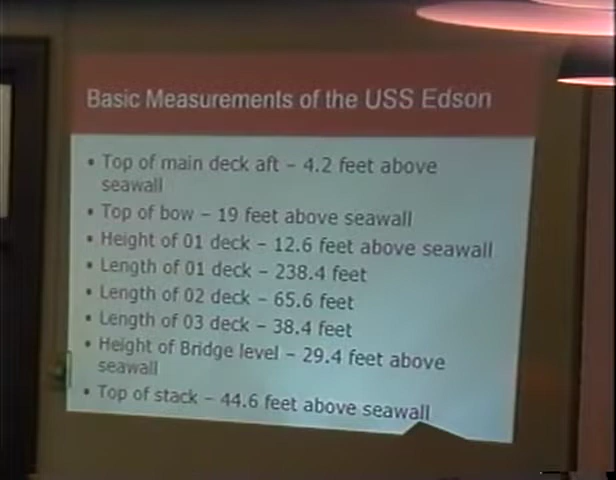 Basic Measurements of the USS Edson
• Top of main deck aft – 4.2 feet above
seawall
• Top of bow – 19 feet above seawall
• Height of 01 deck – 12.6 feet above seawall
• Length of 01 deck – 238.4 feet
• Length of 02 deck – 65.6 feet
• Length of 03 deck – 38.4 feet
• Height of Bridge level – 29.4 feet above
seawall
• Top of stack – 44.6 feet above seawall